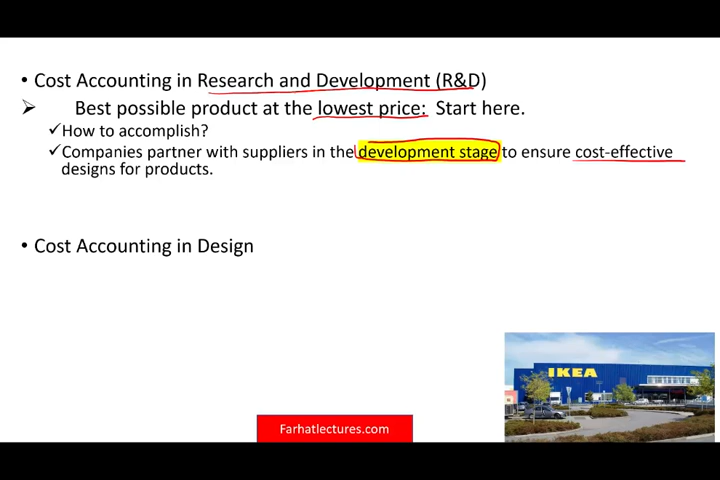 • Cost Accounting in Research and Development (R&D)
➢ Best possible product at the lowest price: Start here.
✓How to accomplish?
✓Companies partner with suppliers in the development stage to ensure cost-effective
designs for products.
• Cost Accounting in Design
IKEA
Farhatlectures.com